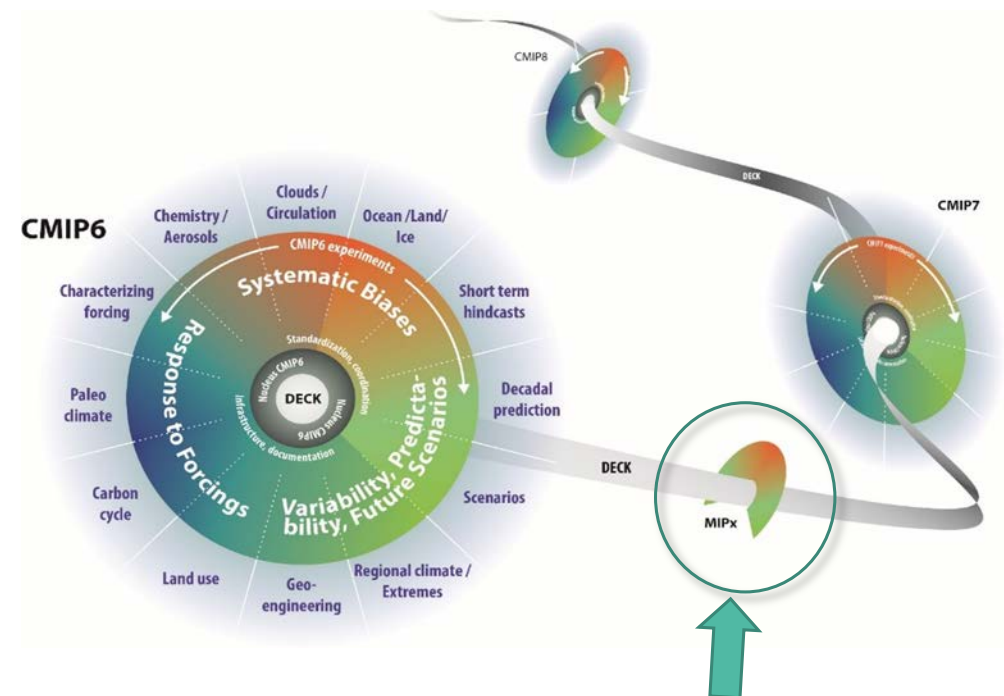 CMIP8
DECK
CMIP7
CMIP7 experiments
CMIP6
Chemistry /
Aerosols
Clouds /
Circulation
Ocean /Land/
Ice
Short term
hindcasts
Decadal
prediction
Scenarios
Regional climate /
Extremes
Geo-
engineering
Land use
Carbon
cycle
Paleo
climate
Characterizing
forcing
CMIP6 experiments
Systematic Biases
Response to Forcings
Variability, Predicta-
bility, Future Scenarios
Standardization, coordination
Infrastructure, documentation
Nucleus CMIP6
DECK
Nucleus CMIP6
DECK
MIPx